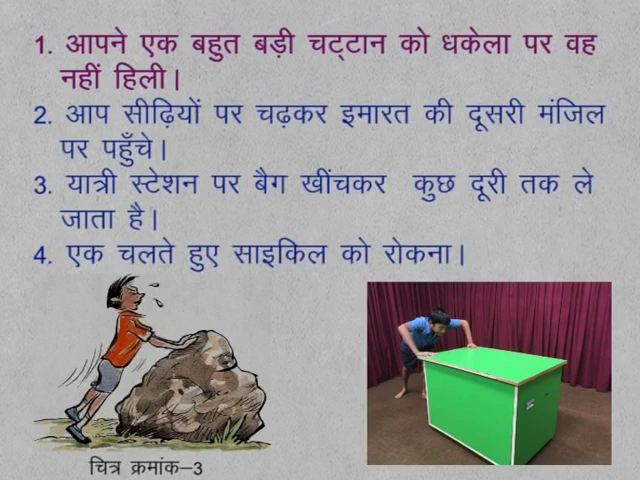 1. आपने एक बहुत बड़ी चट्टान को धकेला पर वह
नहीं हिली।
2. आप सीढ़ियों पर चढ़कर इमारत की दूसरी मंजिल
पर पहुँचे।
3. यात्री स्टेशन पर बैग खींचकर कुछ दूरी तक ले
जाता है।
4. एक चलते हुए साइकिल को रोकना।
चित्र क्रमांक–3